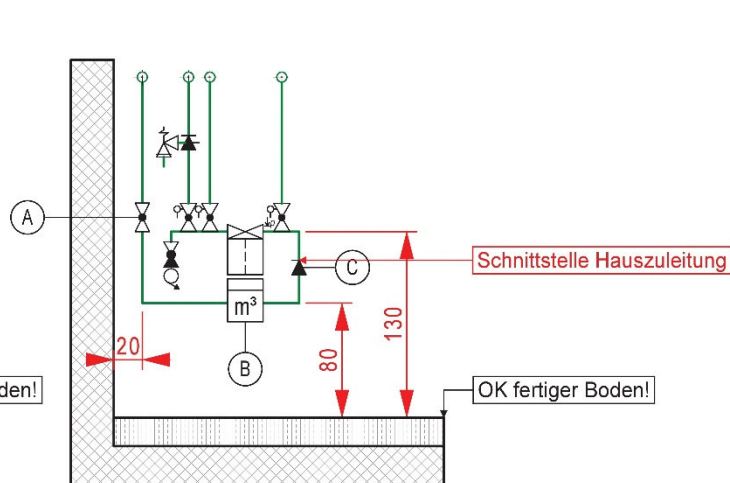 A
C
Schnittstelle Hauszuleitung
m³
130
20
80
B
den!
OK fertiger Boden!